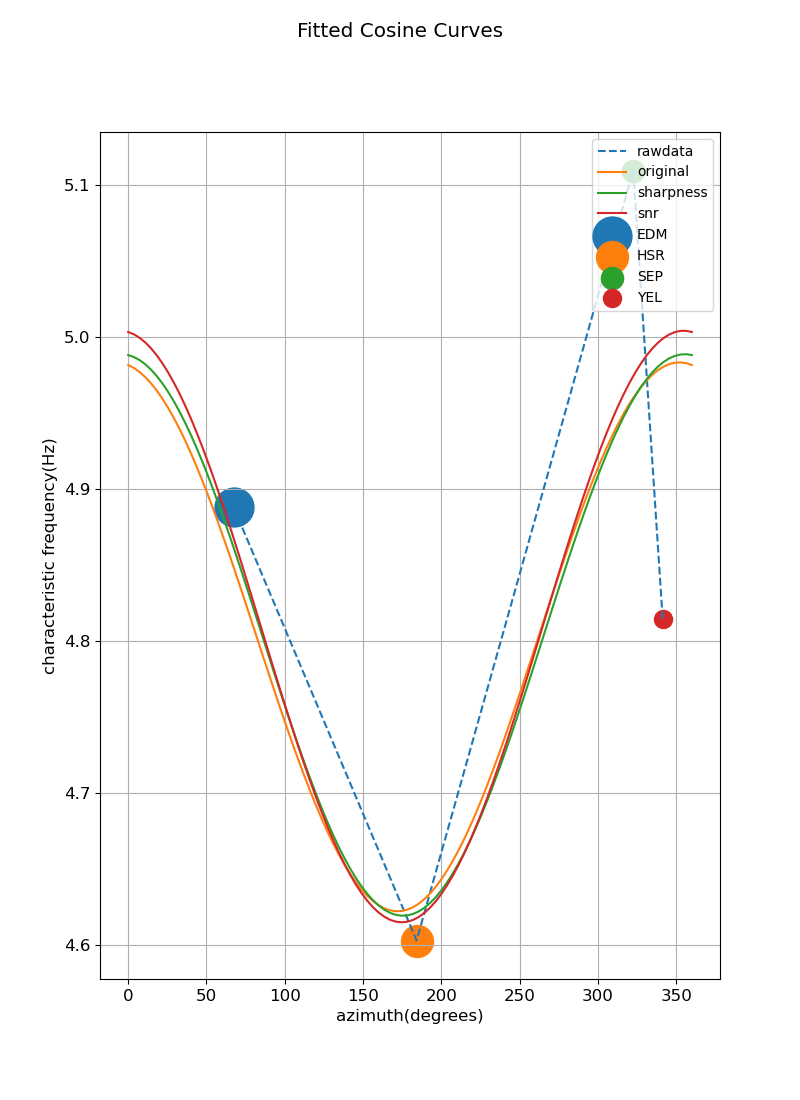 Fitted Cosine Curves
rawdata
original
sharpness
snr
EDM
HSR
SEP
YEL
characteristic frequency(Hz)
5.1
5.0
4.9
4.8
4.7
4.6
0 50 100 150 200 250 300 350
azimuth(degrees)